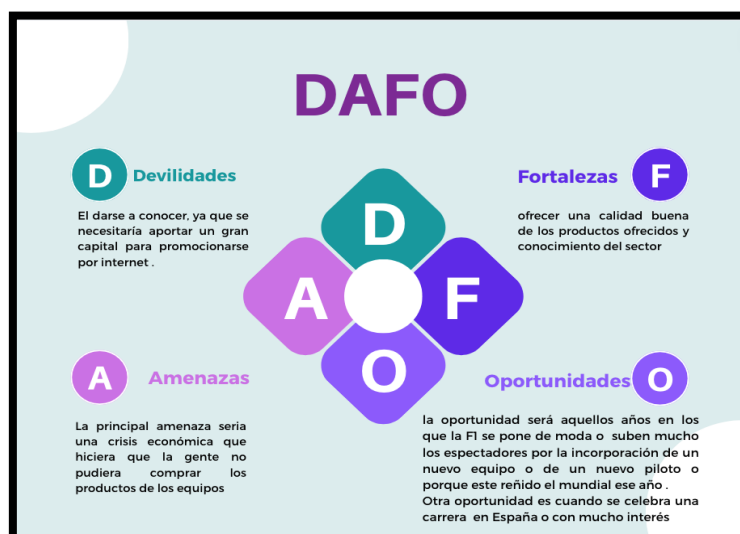 DAFO
D Devilidades
El darse a conocer, ya que se
necesitaría aportar un gran
capital para promocionarse
por internet .
Fortalezas F
ofrecer una calidad buena
de los productos ofrecidos y
conocimiento del sector
D
A
F
O
A Amenazas
La principal amenaza seria
una crisis económica que
hiciera que la gente no
pudiera comprar los
productos de los equipos
Oportunidades O
la oportunidad será aquellos años en los
que la F1 se pone de moda o suben mucho
los espectadores por la incorporación de un
nuevo equipo o de un nuevo piloto o
porque este reñido el mundial ese año .
Otra oportunidad es cuando se celebra una
carrera en España o con mucho interés